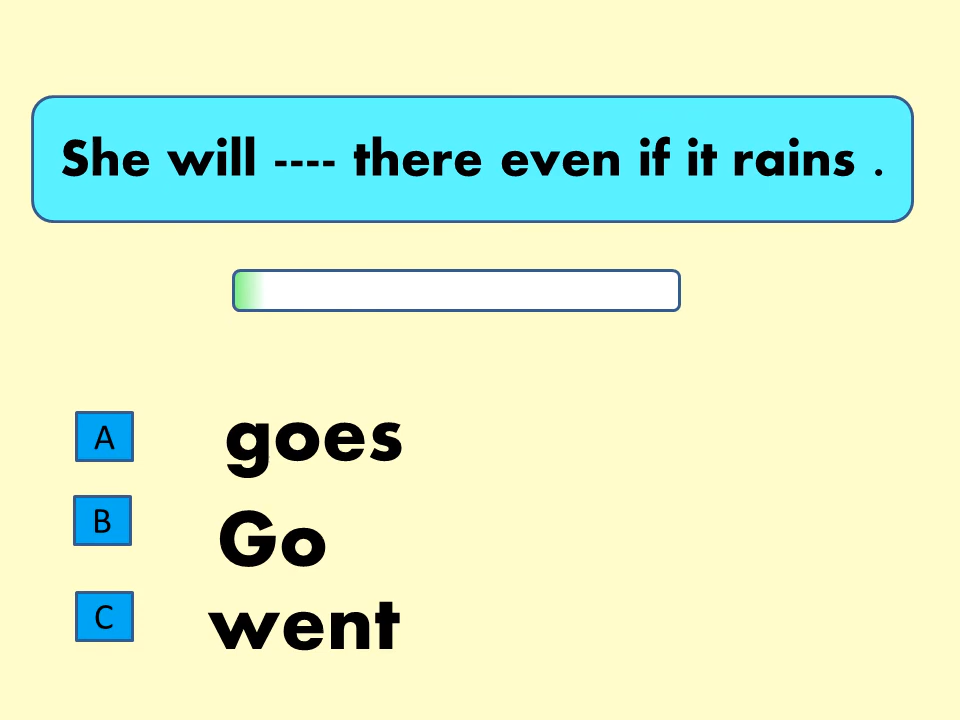 She will ---- there even if it rains .
A goes
B Go
C went